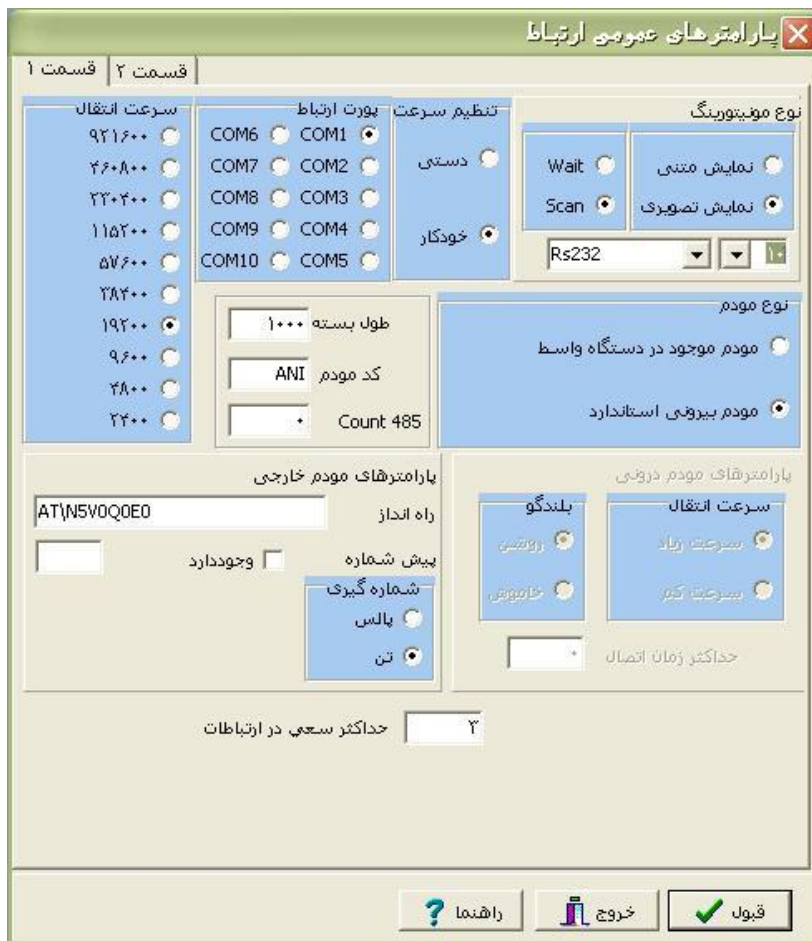 پارامترهای عمومی ارتباط
قسمت ۱
قسمت ۲
نوع مونیتورینگ
نمایش متنی
نمایش تصویری
Wait
Scan
۱۰
Rs232
تنظیم سرعت
دستی
خودکار
پورت ارتباط
COM1
COM2
COM3
COM4
COM5
COM6
COM7
COM8
COM9
COM10
سرعت انتقال
۹۲۱۶۰۰
۴۶۰۸۰۰
۲۳۰۴۰۰
۱۱۵۲۰۰
۵۷۶۰۰
۳۸۴۰۰
۱۹۲۰۰
۹۶۰۰
۴۸۰۰
۲۴۰۰
نوع مودم
مودم موجود در دستگاه واسط
مودم بیرونی استاندارد
طول بسته ۱۰۰۰
کد مودم ANI
Count 485 ۰
پارامترهای مودم درونی
سرعت انتقال
سرعت زیاد
سرعت کم
بلندگو
روشن
خاموش
حداکثر زمان اتصال ۰
پارامترهای مودم خارجی
راه انداز AT\N5V0Q0E0
پیش شماره وجوددارد
شماره گیری
پالس
تن
حداکثر سعي در ارتباطات ۳
قبول
خروج
راهنما